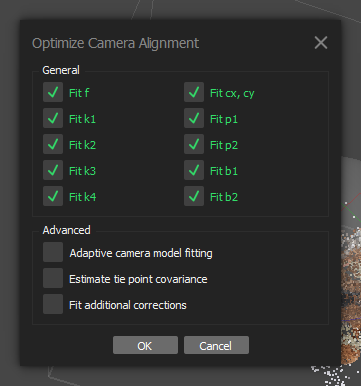 Optimize Camera Alignment
General
Fit f
Fit cx, cy
Fit k1
Fit p1
Fit k2
Fit p2
Fit k3
Fit b1
Fit k4
Fit b2
Advanced
Adaptive camera model fitting
Estimate tie point covariance
Fit additional corrections
OK
Cancel